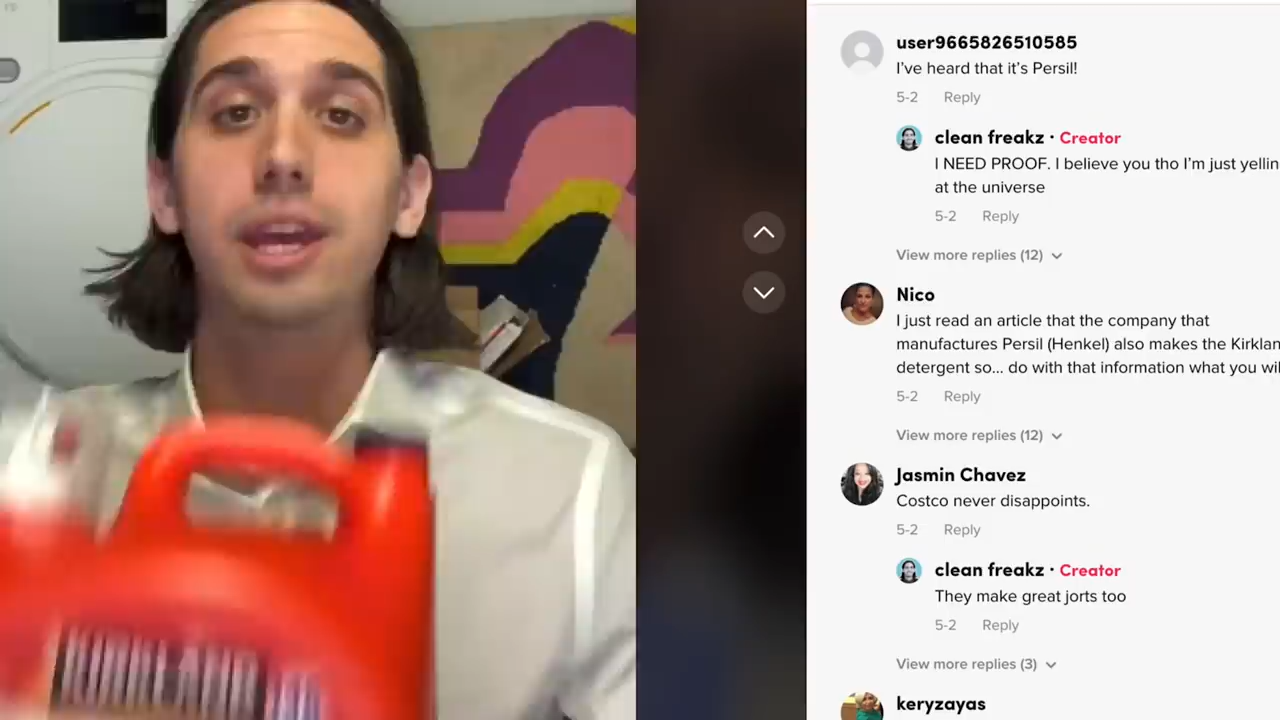 KIRKLAND
user9665826510585
I've heard that it's Persil!
5-2 Reply
clean freakz · Creator
I NEED PROOF. I believe you tho I'm just yellin
at the universe
5-2 Reply
View more replies (12)
Nico
I just read an article that the company that
manufactures Persil (Henkel) also makes the Kirklan
detergent so... do with that information what you wil
5-2 Reply
View more replies (12)
Jasmin Chavez
Costco never disappoints.
5-2 Reply
clean freakz · Creator
They make great jorts too
5-2 Reply
View more replies (3)
keryzayas